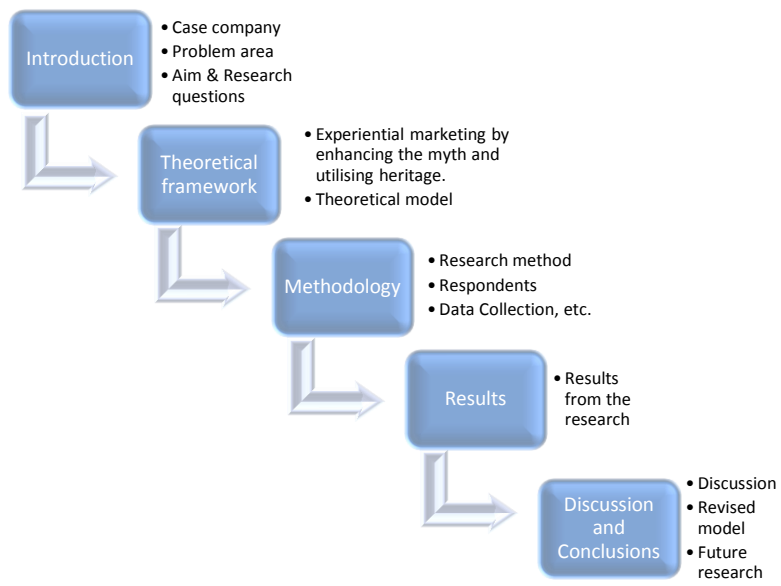 Introduction
• Case company
• Problem area
• Aim & Research
questions
Theoretical
framework
• Experiential marketing by
enhancing the myth and
utilising heritage.
• Theoretical model
Methodology
• Research method
• Respondents
• Data Collection, etc.
Results
• Results
from the
research
Discussion
and
Conclusions
• Discussion
• Revised
model
• Future
research